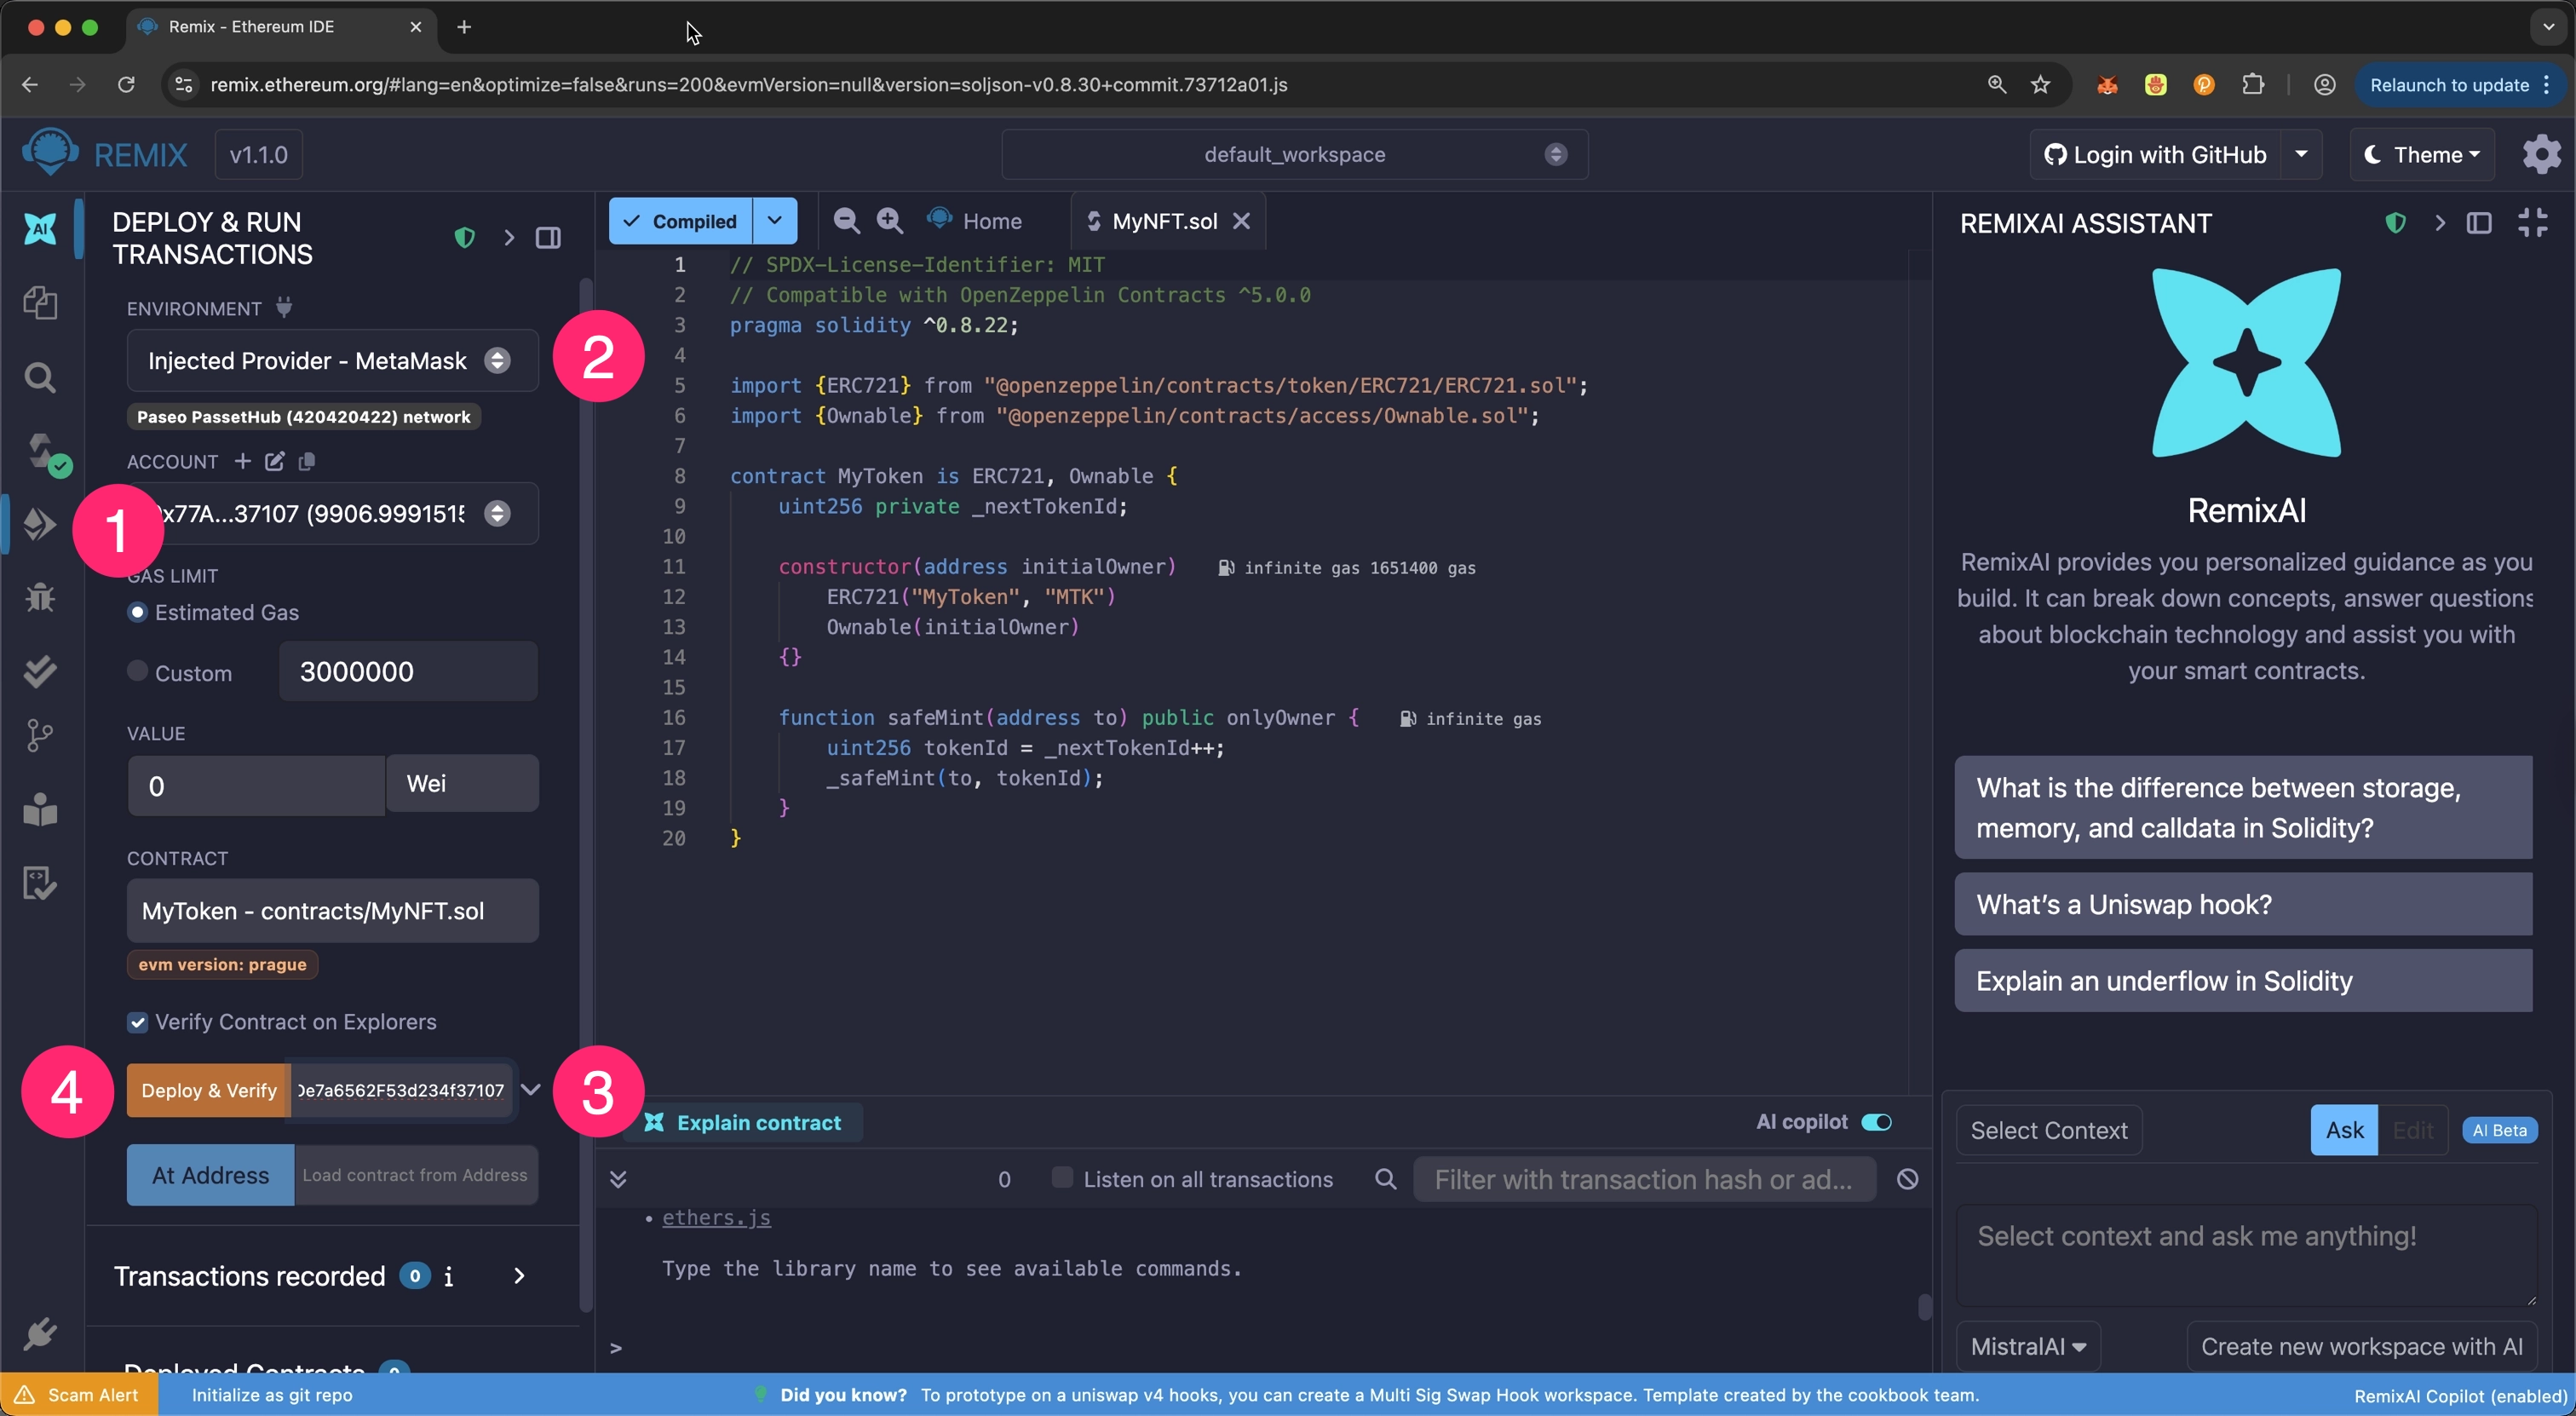 Remix - Ethereum IDE
remix.ethereum.org/#lang=en&optimize=false&runs=200&evmVersion=null&version=soljson-v0.8.30+commit.73712a01.js
Relaunch to update
REMIX
v1.1.0
default_workspace
Login with GitHub
Theme
AI
DEPLOY & RUN
TRANSACTIONS
ENVIRONMENT
Injected Provider - MetaMask
2
Paseo PassetHub (420420422) network
ACCOUNT
1
x77A...37107 (9906.9991515
GAS LIMIT
Estimated Gas
Custom
3000000
VALUE
0
Wei
CONTRACT
MyToken - contracts/MyNFT.sol
evm version: prague
Verify Contract on Explorers
4
Deploy & Verify
De7a6562F53d234f37107
3
At Address
Load contract from Address
Transactions recorded 0 i
Deployed Contracts
Compiled
Home
MyNFT.sol
1 // SPDX-License-Identifier: MIT
2 // Compatible with OpenZeppelin Contracts ^5.0.0
3 pragma solidity ^0.8.22;
4
5 import {ERC721} from "@openzeppelin/contracts/token/ERC721/ERC721.sol";
6 import {Ownable} from "@openzeppelin/contracts/access/Ownable.sol";
7
8 contract MyToken is ERC721, Ownable {
9 uint256 private _nextTokenId;
10
11 constructor(address initialOwner) infinite gas 1651400 gas
12 ERC721("MyToken", "MTK")
13 Ownable(initialOwner)
14 {}
15
16 function safeMint(address to) public onlyOwner { infinite gas
17 uint256 tokenId = _nextTokenId++;
18 _safeMint(to, tokenId);
19 }
20 }
Explain contract
AI copilot
0
Listen on all transactions
Filter with transaction hash or ad...
• ethers.js
Type the library name to see available commands.
>
REMIXAI ASSISTANT
RemixAI
RemixAI provides you personalized guidance as you
build. It can break down concepts, answer questions
about blockchain technology and assist you with
your smart contracts.
What is the difference between storage,
memory, and calldata in Solidity?
What's a Uniswap hook?
Explain an underflow in Solidity
Select Context
Ask
Edit
AI Beta
Select context and ask me anything!
MistralAI
Create new workspace with AI
Scam Alert
Initialize as git repo
Did you know? To prototype on a uniswap v4 hooks, you can create a Multi Sig Swap Hook workspace. Template created by the cookbook team.
RemixAI Copilot (enabled)